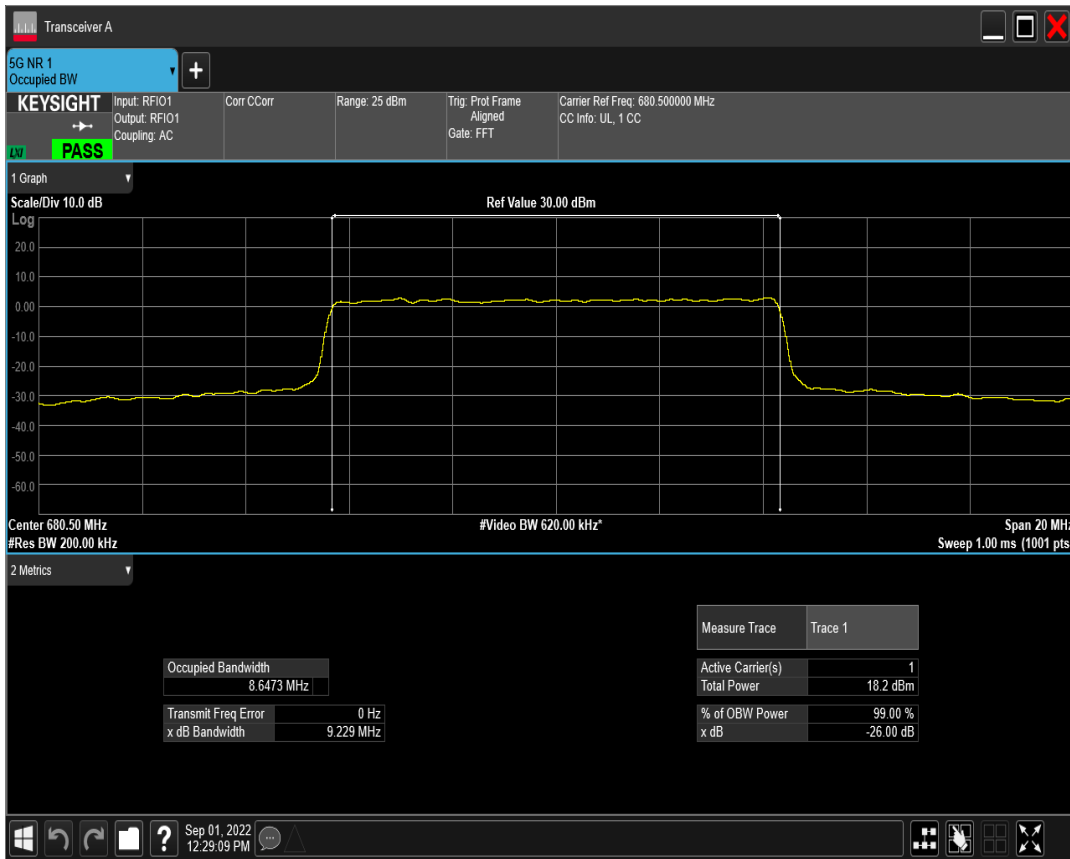 Transceiver A
5G NR 1
Occupied BW
+
KEYSIGHT
LXI
PASS
Input: RFIO1
Output: RFIO1
Coupling: AC
Corr CCorr
Range: 25 dBm
Trig: Prot Frame
Aligned
Gate: FFT
Carrier Ref Freq: 680.500000 MHz
CC Info: UL, 1 CC
1 Graph
Scale/Div 10.0 dB
Ref Value 30.00 dBm
Log
20.0
10.0
0.00
-10.0
-20.0
-30.0
-40.0
-50.0
-60.0
Center 680.50 MHz
#Video BW 620.00 kHz*
Span 20 MHz
#Res BW 200.00 kHz
Sweep 1.00 ms (1001 pts
2 Metrics
Measure Trace Trace 1
Occupied Bandwidth
8.6473 MHz
Active Carrier(s) 1
Total Power 18.2 dBm
Transmit Freq Error 0 Hz
x dB Bandwidth 9.229 MHz
% of OBW Power 99.00 %
x dB -26.00 dB
?
Sep 01, 2022
12:29:09 PM